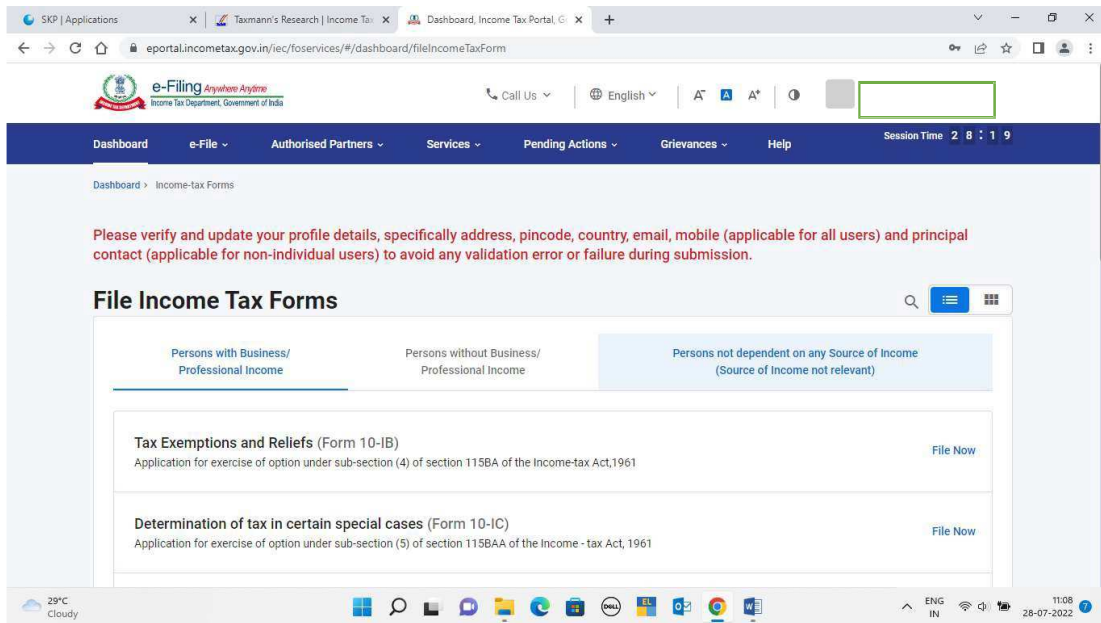 SKP | Applications
Taxmann's Research | Income Tax
Dashboard, Income Tax Portal, G
eportal.incometax.gov.in/iec/foservices/#/dashboard/fileIncomeTaxForm
e-Filing Anywhere Anytime
Income Tax Department, Government of India
Call Us
English
A-
A
A+
Dashboard
e-File
Authorised Partners
Services
Pending Actions
Grievances
Help
Session Time 2 8 : 1 9
Dashboard > Income-tax Forms
Please verify and update your profile details, specifically address, pincode, country, email, mobile (applicable for all users) and principal
contact (applicable for non-individual users) to avoid any validation error or failure during submission.
File Income Tax Forms
Persons with Business/
Professional Income
Persons without Business/
Professional Income
Persons not dependent on any Source of Income
(Source of Income not relevant)
Tax Exemptions and Reliefs (Form 10-IB)
Application for exercise of option under sub-section (4) of section 115BA of the Income-tax Act,1961
File Now
Determination of tax in certain special cases (Form 10-IC)
Application for exercise of option under sub-section (5) of section 115BAA of the Income - tax Act, 1961
File Now
29°C
Cloudy
DELL
EL
ENG
IN
11:08
28-07-2022
7